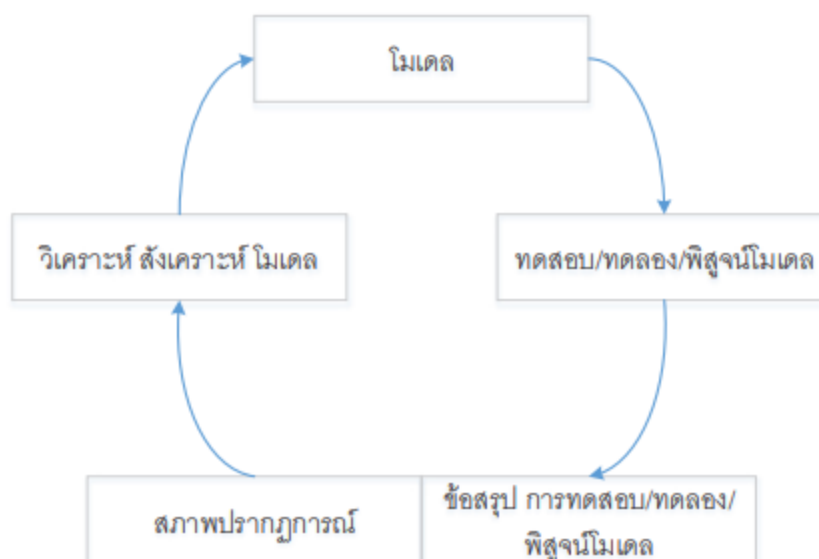 โมเดล
วิเคราะห์ สังเคราะห์ โมเดล
ทดสอบ/ทดลอง/พิสูจน์โมเดล
สภาพปรากฏการณ์
ข้อสรุป การทดสอบ/ทดลอง/
พิสูจน์โมเดล